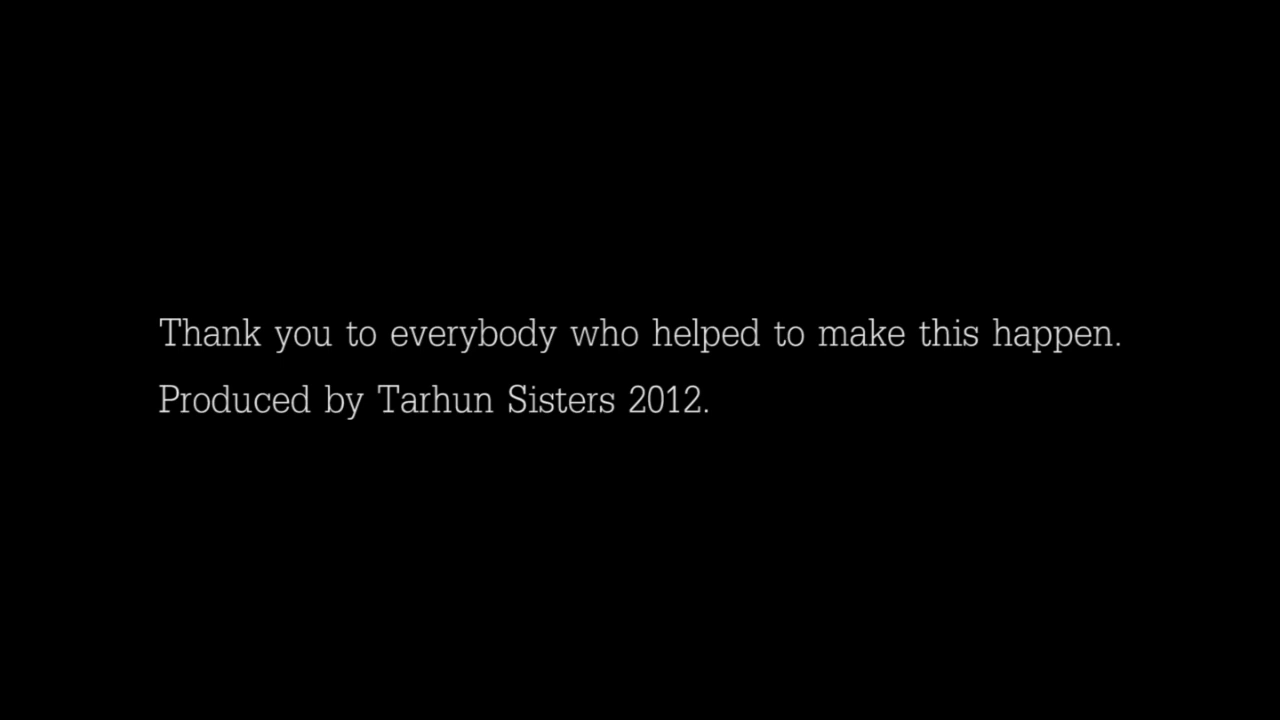 Thank you to everybody who helped to make this happen.
Produced by Tarhun Sisters 2012.